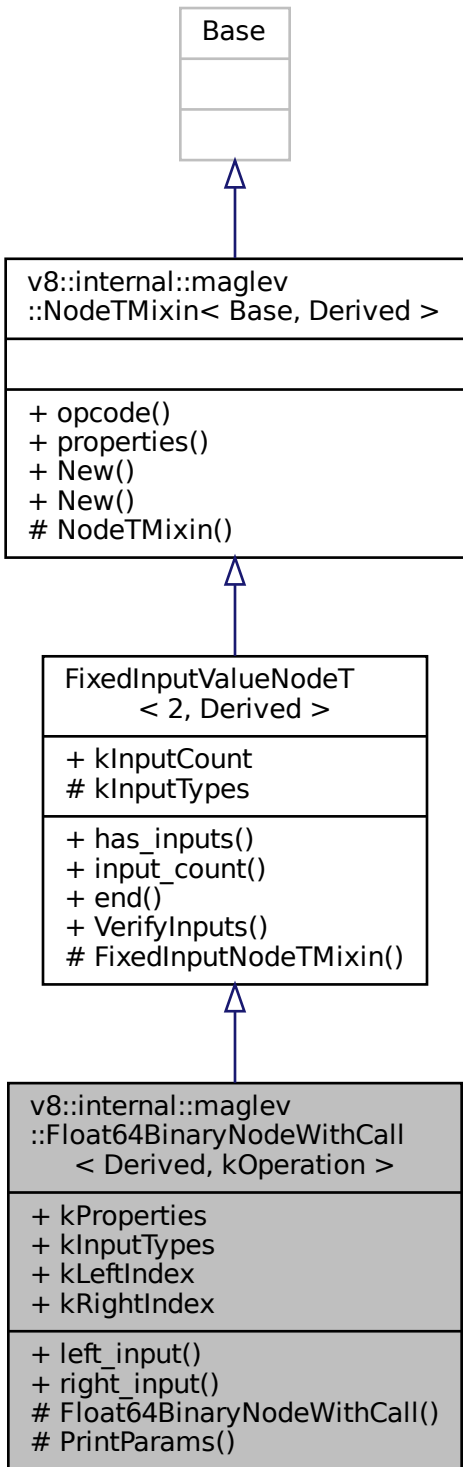 Base
v8::internal::maglev
::NodeTMixin< Base, Derived >
+ opcode()
+ properties()
+ New()
+ New()
# NodeTMixin()
FixedInputValueNodeT
< 2, Derived >
+ kInputCount
# kInputTypes
+ has_inputs()
+ input_count()
+ end()
+ VerifyInputs()
# FixedInputNodeTMixin()
v8::internal::maglev
::Float64BinaryNodeWithCall
< Derived, kOperation >
+ kProperties
+ kInputTypes
+ kLeftIndex
+ kRightIndex
+ left_input()
+ right_input()
# Float64BinaryNodeWithCall()
# PrintParams()